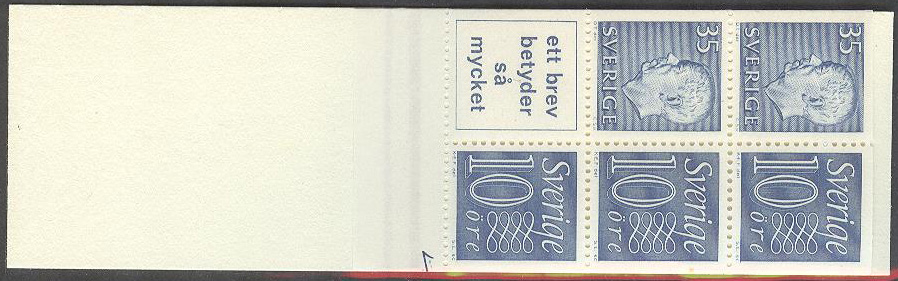 ett brev
betyder
så
mycket
35
SVERIGE
35
SVERIGE
Sverige
10
öre
Sverige
10
öre
Sverige
10
öre